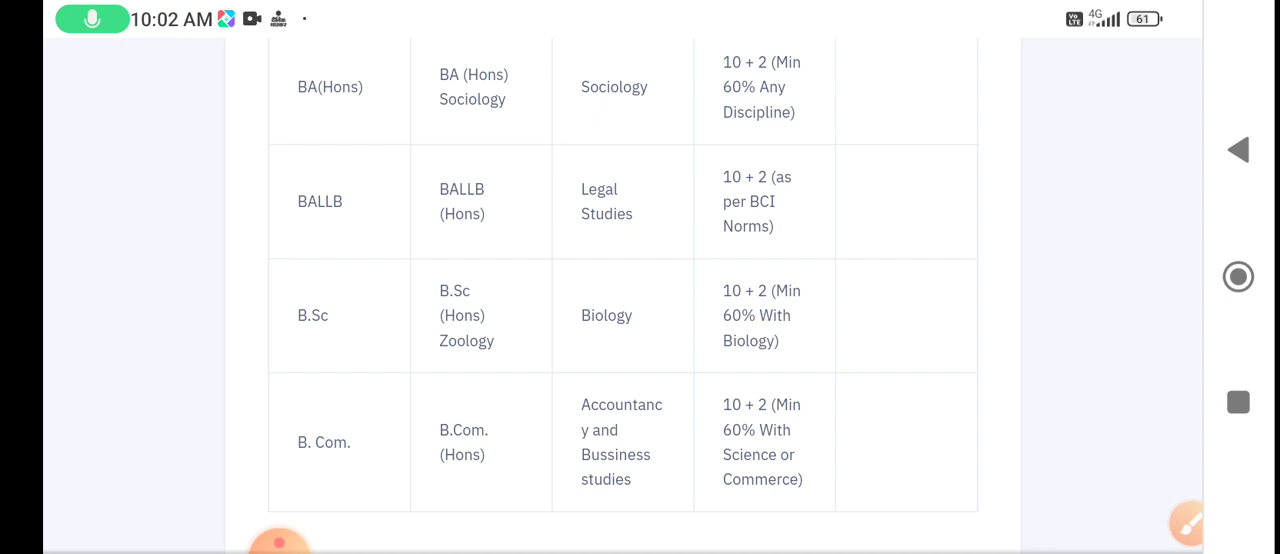 10:02 AM
Vo LTE 4G 61
10 + 2 (Min
BA (Hons)
BA(Hons) Sociology 60% Any
Sociology
Discipline)
10 + 2 (as
BALLB Legal
BALLB per BCI
(Hons) Studies
Norms)
B.Sc 10 + 2 (Min
B.Sc (Hons) Biology 60% With
Zoology Biology)
Accountanc 10 + 2 (Min
B.Com. y and 60% With
B. Com.
(Hons) Bussiness Science or
studies Commerce)